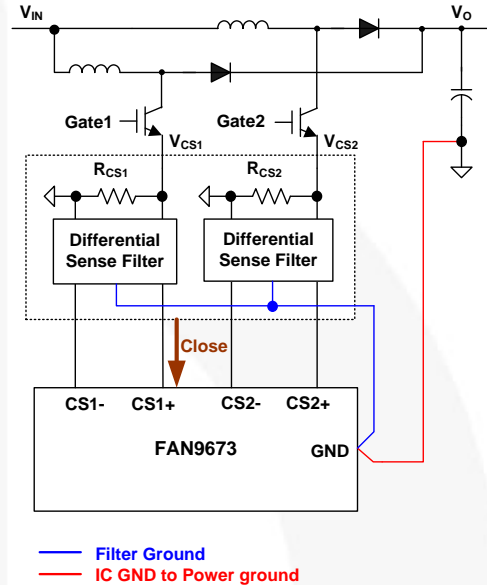 VIN
VO
Gate1
VCS1
Gate2
VCS2
RCS1
RCS2
Differential
Sense Filter
Differential
Sense Filter
Close
CS1-
CS1+
CS2-
CS2+
FAN9673
GND
Filter Ground
IC GND to Power ground